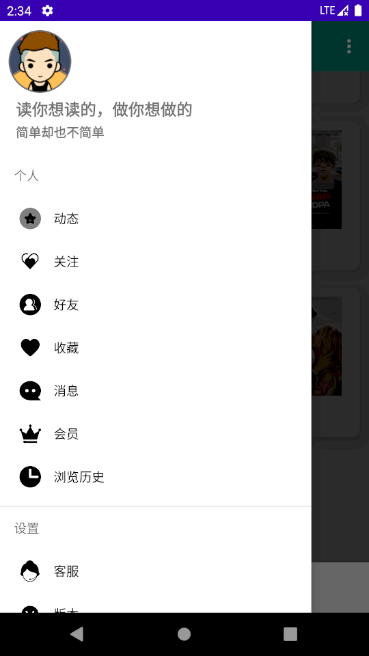 2:34
LTE
读你想读的，做你想做的
简单却也不简单
个人
动态
关注
好友
收藏
消息
会员
浏览历史
设置
客服
版本